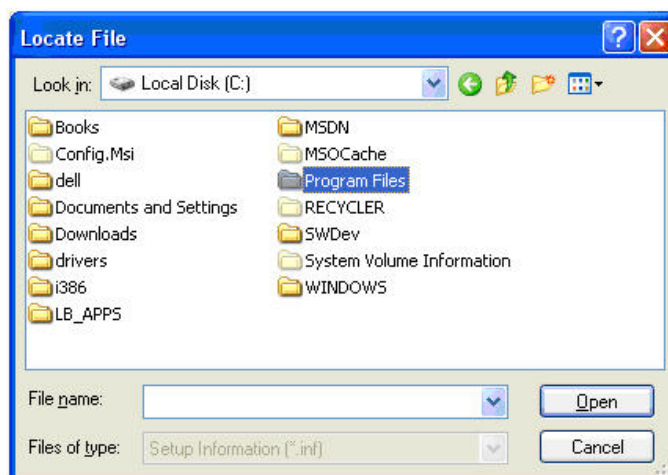 Locate File
Look in: Local Disk (C:)
Books
Config.Msi
dell
Documents and Settings
Downloads
drivers
i386
LB_APPS
MSDN
MSOCache
Program Files
RECYCLER
SWDev
System Volume Information
WINDOWS
File name:
Open
Files of type: Setup Information (*.inf)
Cancel